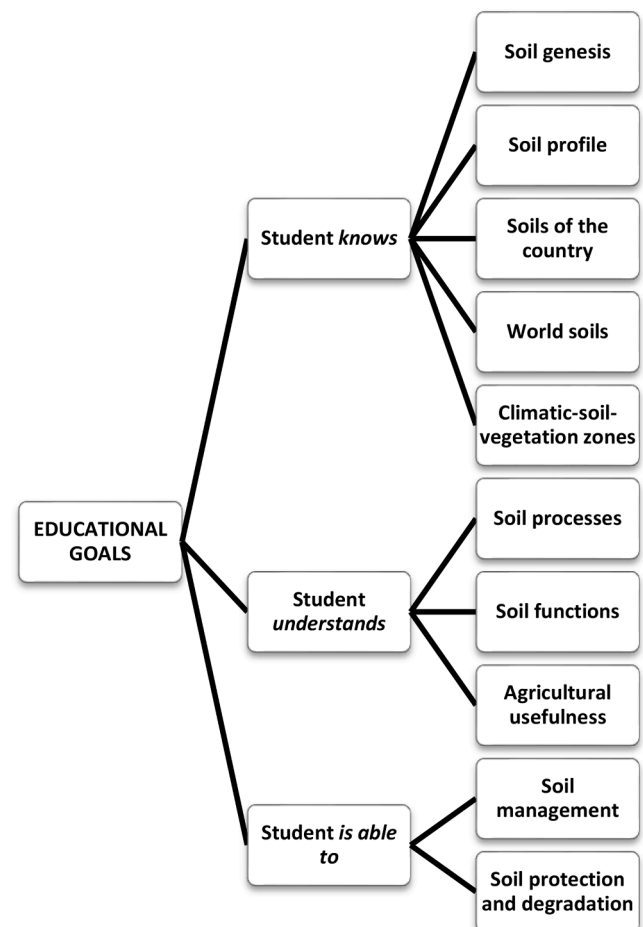 EDUCATIONAL
GOALS
Student knows
Soil genesis
Soil profile
Soils of the
country
World soils
Climatic-soil-
vegetation zones
Student
understands
Soil processes
Soil functions
Agricultural
usefulness
Student is able
to
Soil
management
Soil protection
and degradation